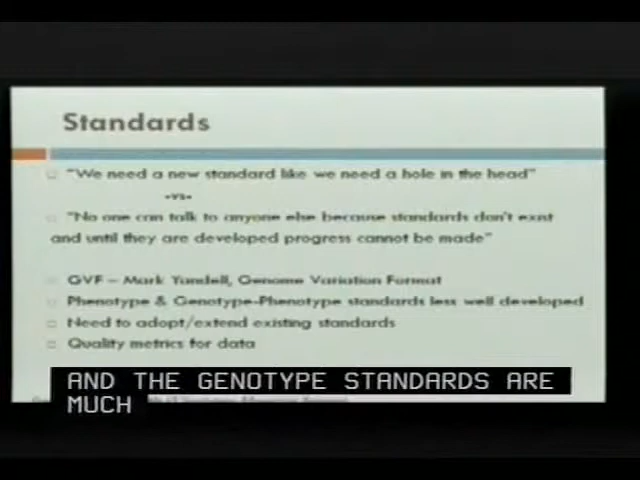 Standards
"We need a new standard like we need a hole in the head"
-vs-
"No one can talk to anyone else because standards don't exist
and until they are developed progress cannot be made"
GVF – Mark Yandell, Genome Variation Format
Phenotype & Genotype-Phenotype standards less well developed
Need to adopt/extend existing standards
Quality metrics for data
AND THE GENOTYPE STANDARDS ARE
MUCH